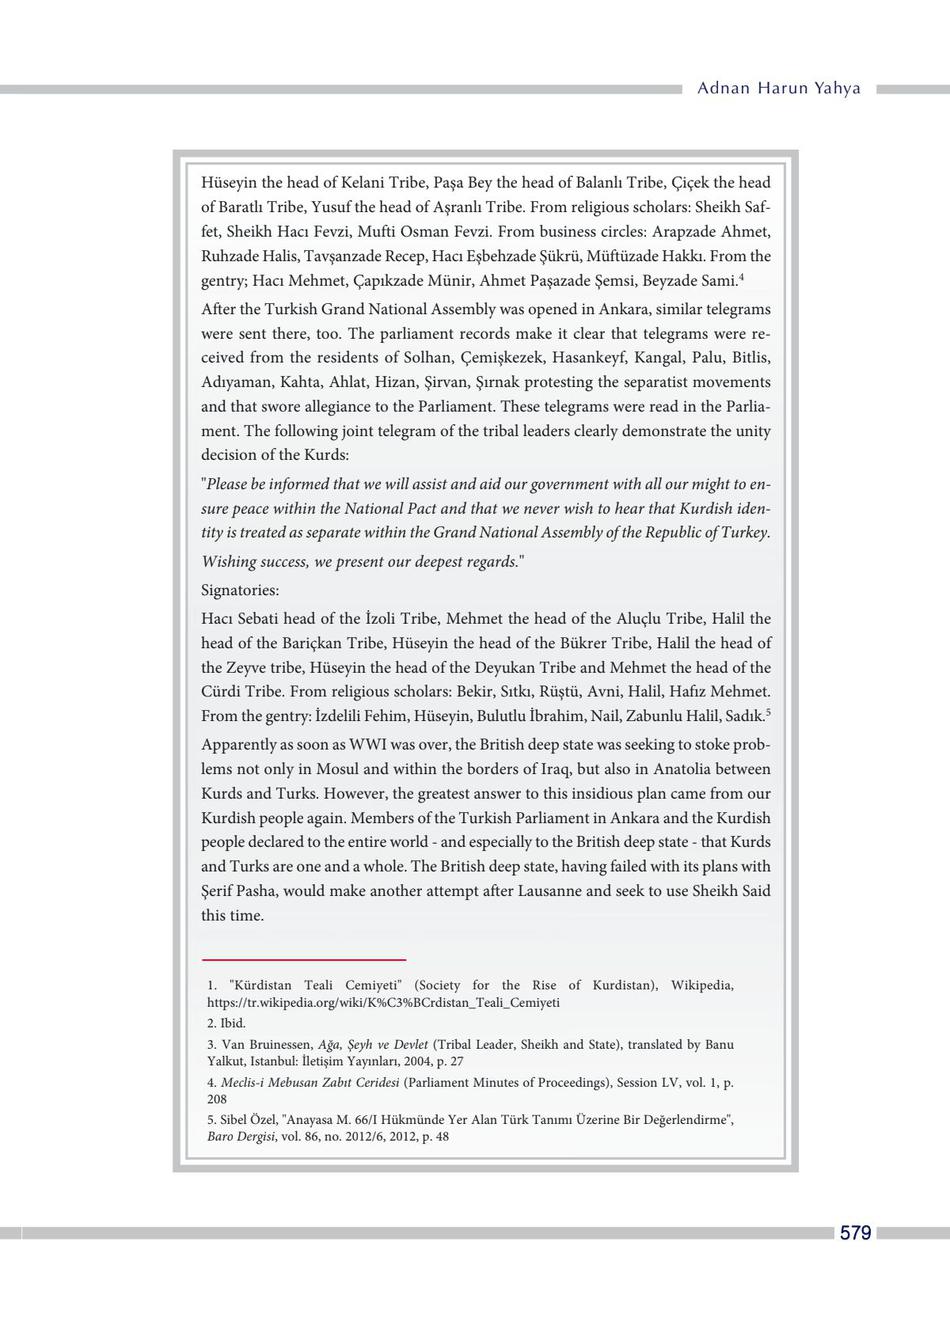 Adnan Harun Yahya
Hüseyin the head of Kelani Tribe, Paşa Bey the head of Balanlı Tribe, Çiçek the head
of Baratlı Tribe, Yusuf the head of Aşranlı Tribe. From religious scholars: Sheikh Saf-
fet, Sheikh Hacı Fevzi, Mufti Osman Fevzi. From business circles: Arapzade Ahmet,
Ruhzade Halis, Tavşanzade Recep, Hacı Eşbehzade Şükrü, Müftüzade Hakkı. From the
gentry; Hacı Mehmet, Çapıkzade Münir, Ahmet Paşazade Şemsi, Beyzade Sami.4
After the Turkish Grand National Assembly was opened in Ankara, similar telegrams
were sent there, too. The parliament records make it clear that telegrams were re-
ceived from the residents of Solhan, Çemişkezek, Hasankeyf, Kangal, Palu, Bitlis,
Adıyaman, Kahta, Ahlat, Hizan, Şirvan, Şırnak protesting the separatist movements
and that swore allegiance to the Parliament. These telegrams were read in the Parlia-
ment. The following joint telegram of the tribal leaders clearly demonstrate the unity
decision of the Kurds:
"Please be informed that we will assist and aid our government with all our might to en-
sure peace within the National Pact and that we never wish to hear that Kurdish iden-
tity is treated as separate within the Grand National Assembly of the Republic of Turkey.
Wishing success, we present our deepest regards."
Signatories:
Hacı Sebati head of the İzoli Tribe, Mehmet the head of the Aluçlu Tribe, Halil the
head of the Bariçkan Tribe, Hüseyin the head of the Bükrer Tribe, Halil the head of
the Zeyve tribe, Hüseyin the head of the Deyukan Tribe and Mehmet the head of the
Cürdi Tribe. From religious scholars: Bekir, Sıtkı, Rüştü, Avni, Halil, Hafız Mehmet.
From the gentry: İzdelili Fehim, Hüseyin, Bulutlu İbrahim, Nail, Zabunlu Halil, Sadık.5
Apparently as soon as WWI was over, the British deep state was seeking to stoke prob-
lems not only in Mosul and within the borders of Iraq, but also in Anatolia between
Kurds and Turks. However, the greatest answer to this insidious plan came from our
Kurdish people again. Members of the Turkish Parliament in Ankara and the Kurdish
people declared to the entire world - and especially to the British deep state - that Kurds
and Turks are one and a whole. The British deep state, having failed with its plans with
Şerif Pasha, would make another attempt after Lausanne and seek to use Sheikh Said
this time.
1. "Kürdistan Teali Cemiyeti" (Society for the Rise of Kurdistan), Wikipedia,
https://tr.wikipedia.org/wiki/K%C3%BCrdistan_Teali_Cemiyeti
2. Ibid.
3. Van Bruinessen, Ağa, Şeyh ve Devlet (Tribal Leader, Sheikh and State), translated by Banu
Yalkut, Istanbul: İletişim Yayınları, 2004, p. 27
4. Meclis-i Mebusan Zabıt Ceridesi (Parliament Minutes of Proceedings), Session LV, vol. 1, p.
208
5. Sibel Özel, "Anayasa M. 66/I Hükmünde Yer Alan Türk Tanımı Üzerine Bir Değerlendirme",
Baro Dergisi, vol. 86, no. 2012/6, 2012, p. 48
579